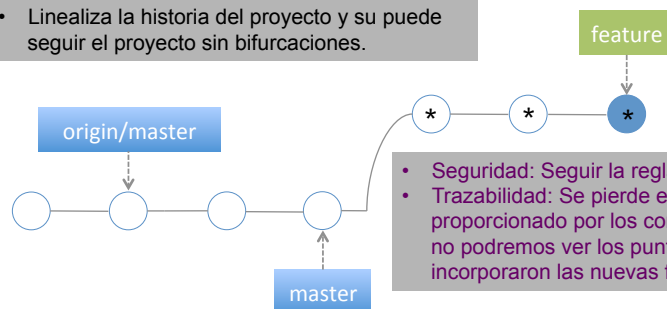 • Linealiza la historia del proyecto y su puede
seguir el proyecto sin bifurcaciones.
feature
* * *
origin/master
• Seguridad: Seguir la regl
• Trazabilidad: Se pierde e
proporcionado por los co
no podremos ver los punt
incorporaron las nuevas f
master